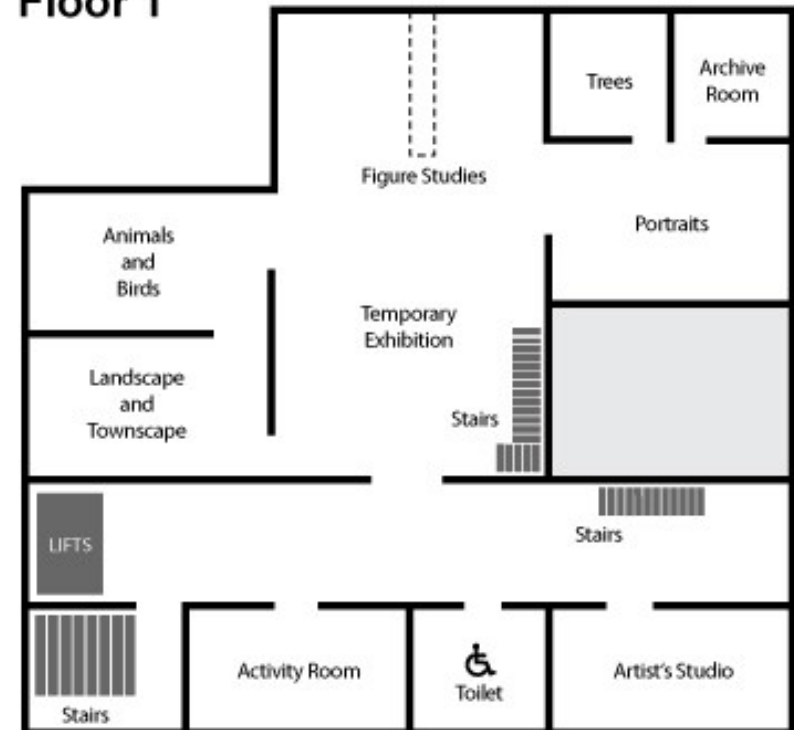 Floor 1
Trees
Archive
Room
Figure Studies
Portraits
Animals
and
Birds
Temporary
Exhibition
Landscape
and
Townscape
Stairs
LIFTS
Stairs
Activity Room
Toilet
Artist's Studio
Stairs